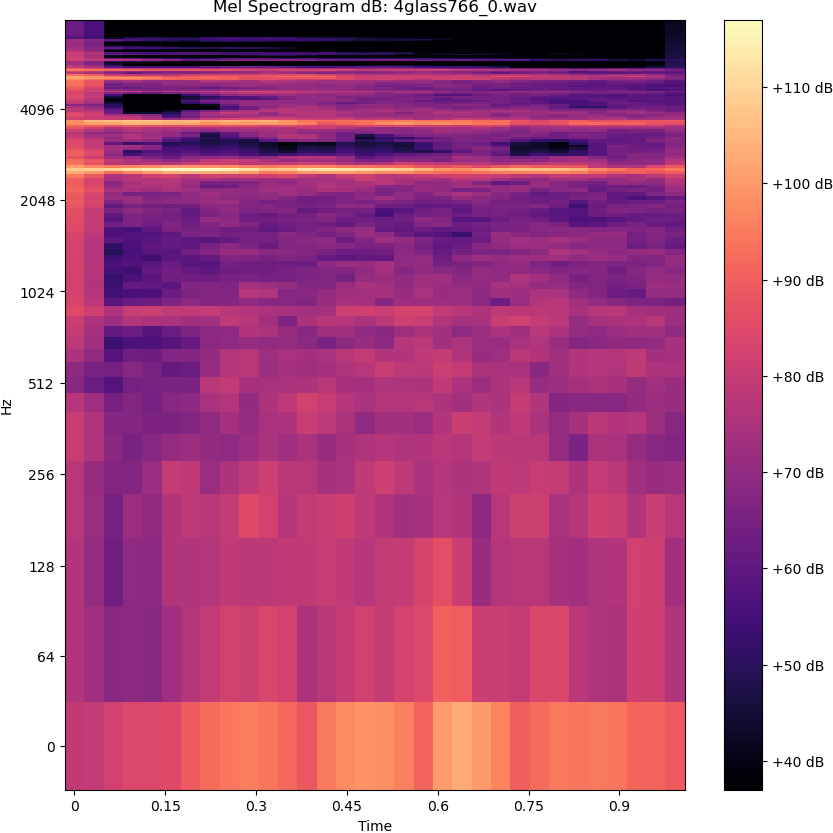 Mel Spectrogram dB: 4glass766_0.wav
Hz
4096
2048
1024
512
256
128
64
0
0 0.15 0.3 0.45 0.6 0.75 0.9
Time
+110 dB
+100 dB
+90 dB
+80 dB
+70 dB
+60 dB
+50 dB
+40 dB